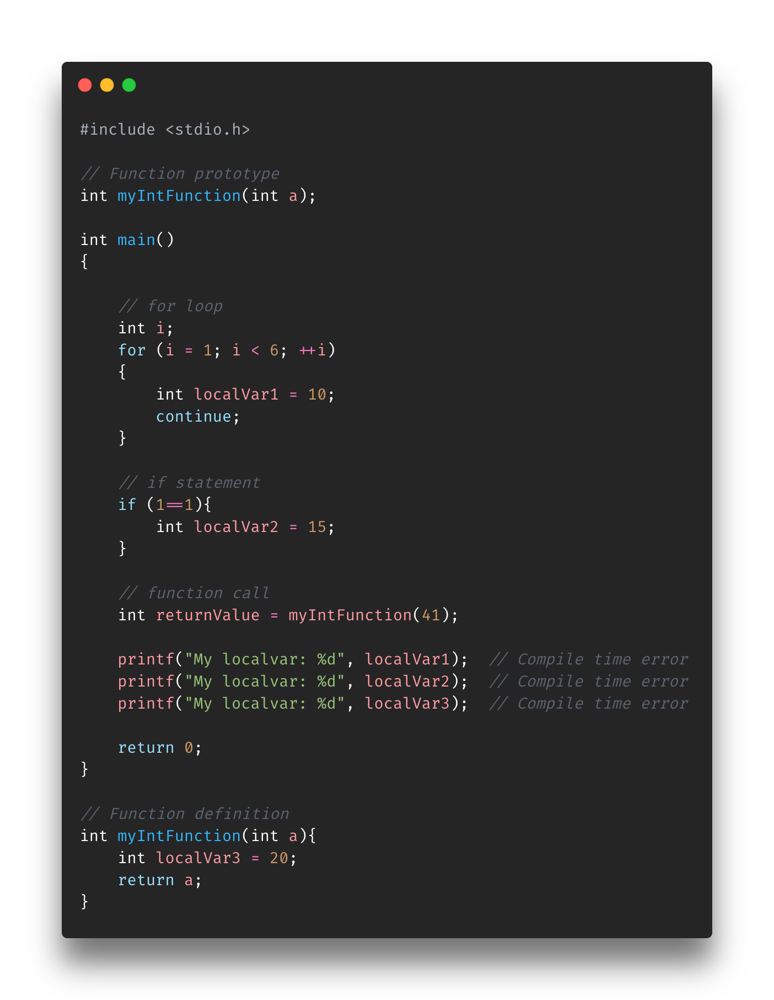 #include <stdio.h>

// Function prototype
int myIntFunction(int a);

int main()
{

    // for loop
    int i;
    for (i = 1; i < 6; ++i)
    {
        int localVar1 = 10;
        continue;
    }

    // if statement
    if (1==1){
        int localVar2 = 15;
    }

    // function call
    int returnValue = myIntFunction(41);

    printf("My localvar: %d", localVar1);  // Compile time error
    printf("My localvar: %d", localVar2);  // Compile time error
    printf("My localvar: %d", localVar3);  // Compile time error

    return 0;
}

// Function definition
int myIntFunction(int a){
    int localVar3 = 20;
    return a;
}